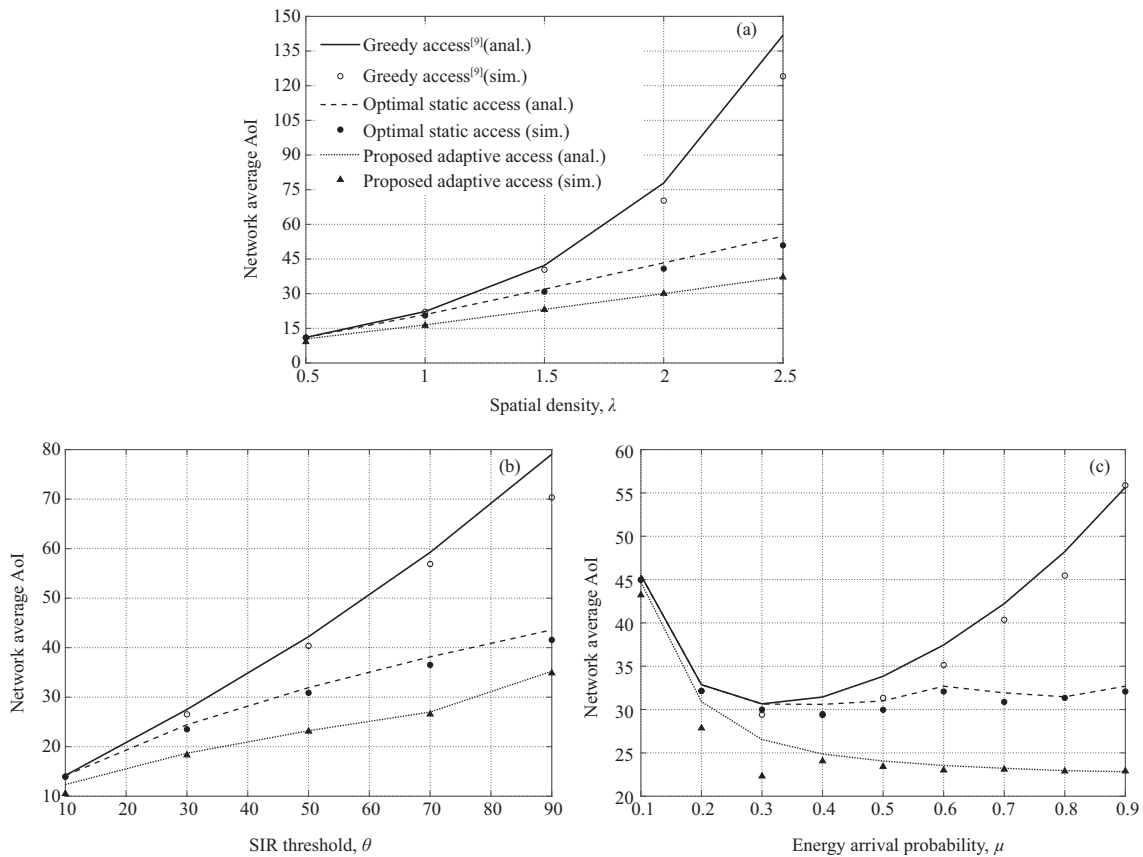 (a)
150
135
120
105
90
75
60
45
30
15
0
Network average AoI
Greedy access[9](anal.)
Greedy access[9](sim.)
Optimal static access (anal.)
Optimal static access (sim.)
Proposed adaptive access (anal.)
Proposed adaptive access (sim.)
0.5 1 1.5 2 2.5
Spatial density, λ
(b)
80
70
60
50
40
30
20
10
Network average AoI
10 30 50 70 90
SIR threshold, θ
(c)
60
55
50
45
40
35
30
25
20
Network average AoI
0.1 0.2 0.3 0.4 0.5 0.6 0.7 0.8 0.9
Energy arrival probability, μ